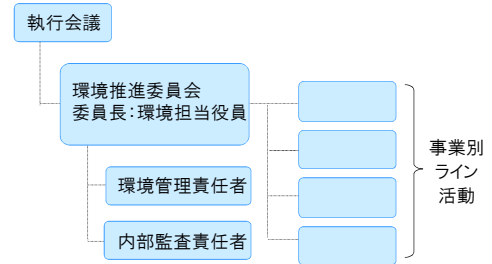 執行会議
環境推進委員会
委員長：環境担当役員
環境管理責任者
内部監査責任者
事業別
ライン
活動